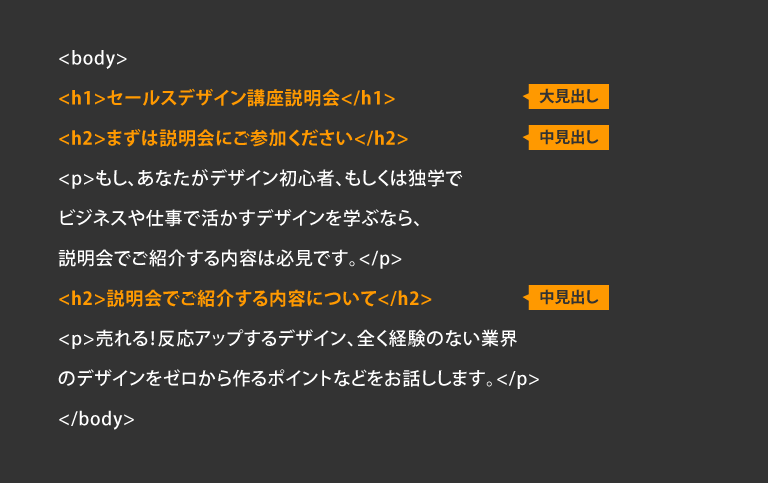 <body>
<h1>セールスデザイン講座説明会</h1> 大見出し
<h2>まずは説明会にご参加ください</h2> 中見出し
<p>もし、あなたがデザイン初心者、もしくは独学で
ビジネスや仕事で活かすデザインを学ぶなら、
説明会でご紹介する内容は必見です。</p>
<h2>説明会でご紹介する内容について</h2> 中見出し
<p>売れる!反応アップするデザイン、全く経験のない業界
のデザインをゼロから作るポイントなどをお話しします。</p>
</body>